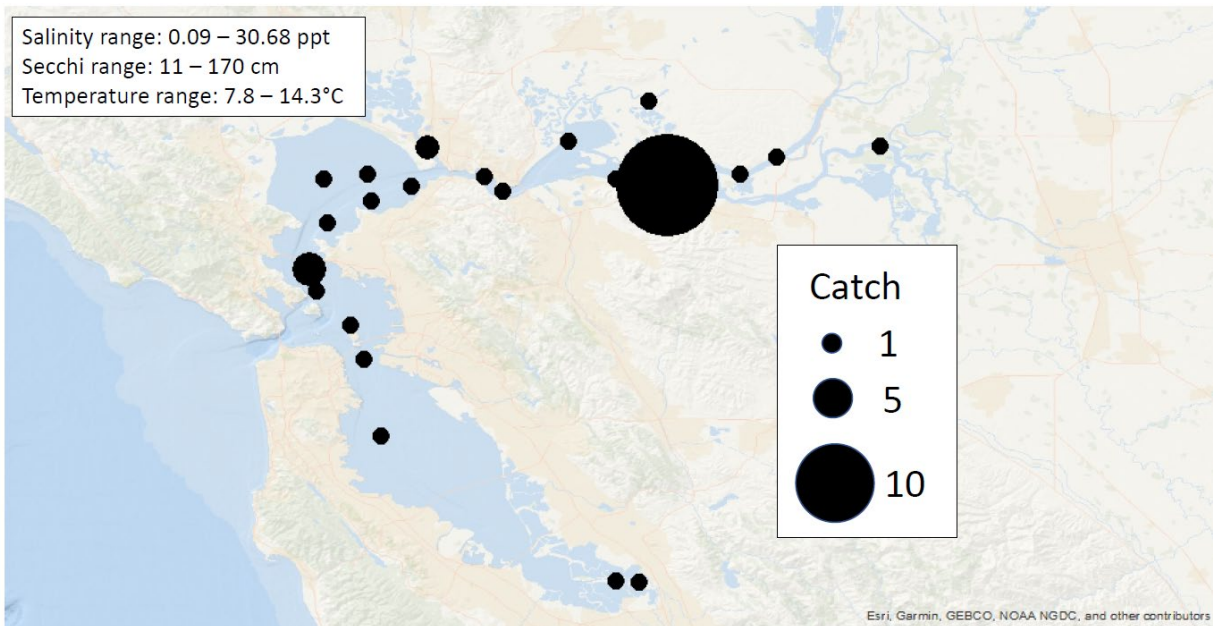 Salinity range: 0.09 – 30.68 ppt
Secchi range: 11 – 170 cm
Temperature range: 7.8 – 14.3°C
Catch
1
5
10
Esri, Garmin, GEBCO, NOAA NGDC, and other contributors